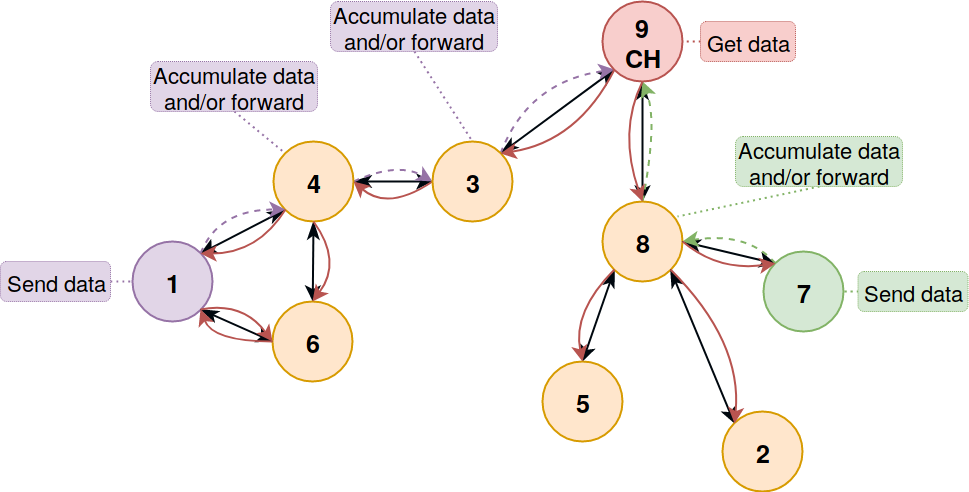 Accumulate data
and/or forward
9
CH
Get data
Accumulate data
and/or forward
Accumulate data
and/or forward
4
3
8
Send data
1
7
Send data
6
5
2